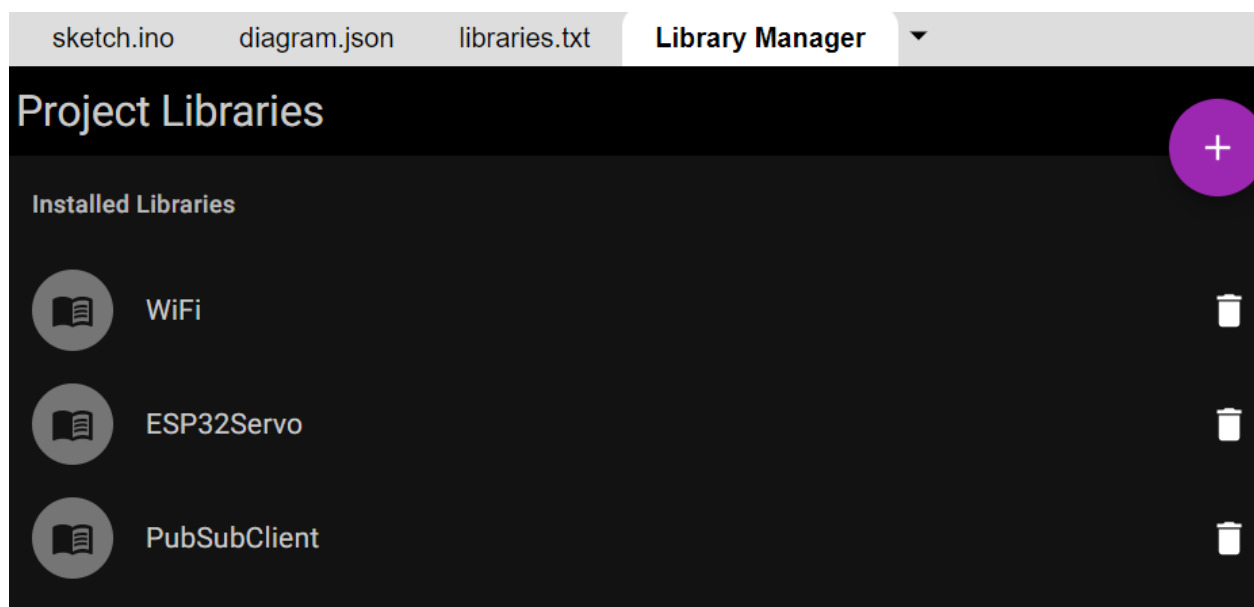 sketch.ino diagram.json libraries.txt Library Manager
Project Libraries
+
Installed Libraries
WiFi
ESP32Servo
PubSubClient